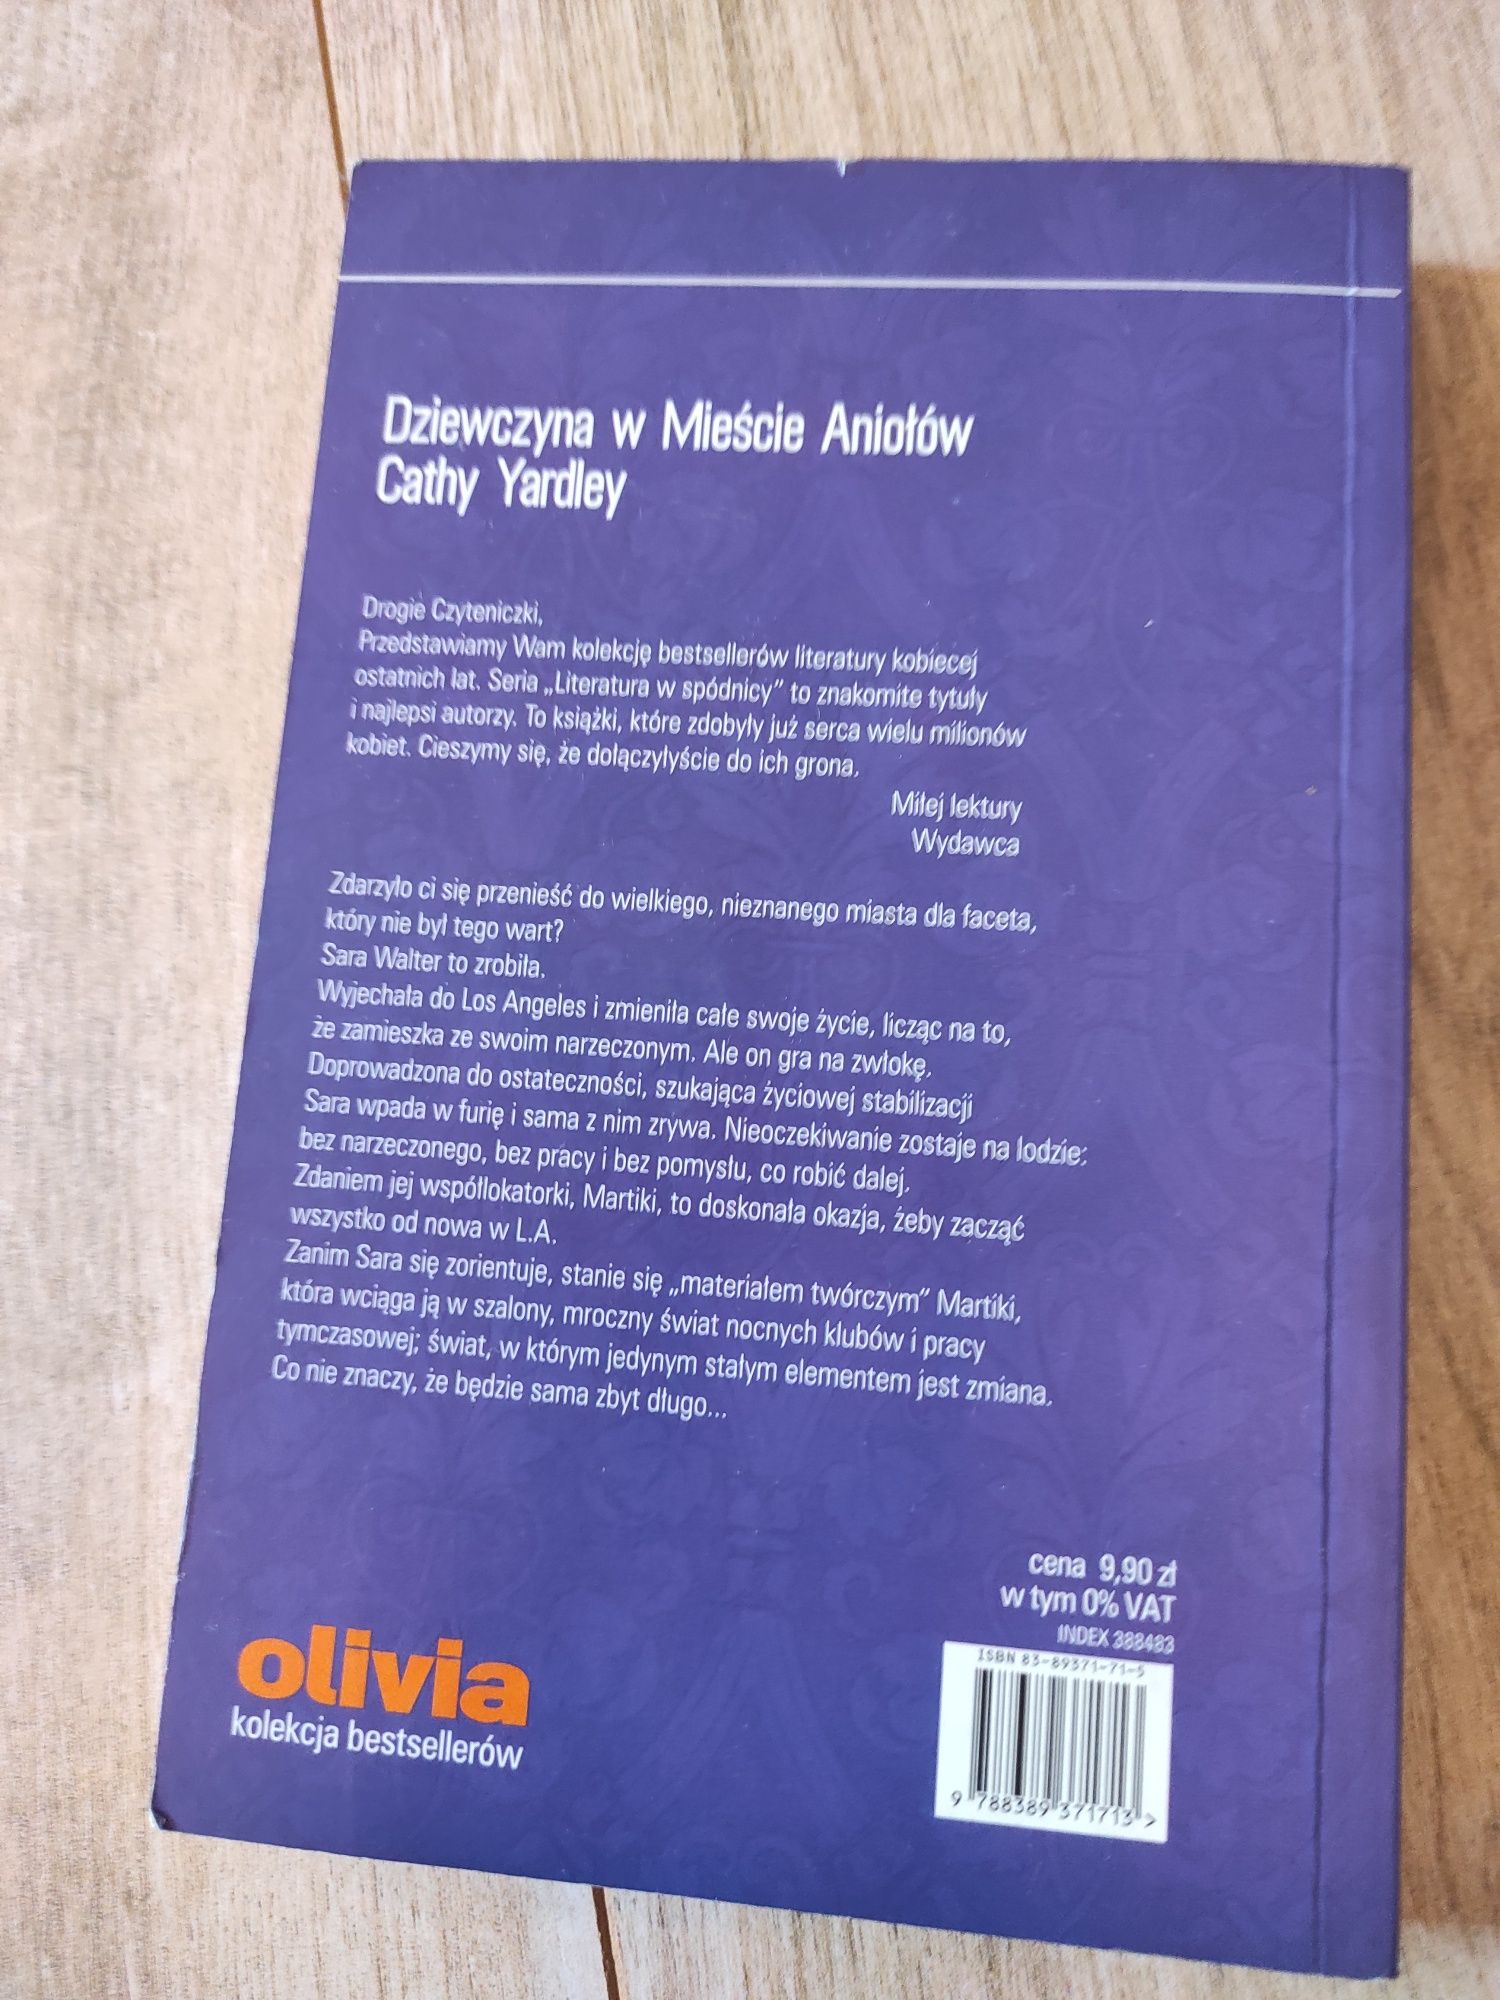 Dziewczyna w Mieście Aniołów
Cathy Yardley
Drogie Czyteniczki,
Przedstawiamy Wam kolekcję bestsellerów literatury kobiecej
ostatnich lat. Seria „Literatura w spódnicy” to znakomite tytuły
i najlepsi autorzy. To książki, które zdobyły już serca wielu milionów
kobiet. Cieszymy się, że dołączyłyście do ich grona.
Miłej lektury
Wydawca
Zdarzyło ci się przenieść do wielkiego, nieznanego miasta dla faceta,
który nie był tego wart?
Sara Walter to zrobiła.
Wyjechała do Los Angeles i zmieniła całe swoje życie, licząc na to,
że zamieszka ze swoim narzeczonym. Ale on gra na zwłokę.
Doprowadzona do ostateczności, szukająca życiowej stabilizacji
Sara wpada w furię i sama z nim zrywa. Nieoczekiwanie zostaje na lodzie:
bez narzeczonego, bez pracy i bez pomysłu, co robić dalej.
Zdaniem jej współlokatorki, Martiki, to doskonała okazja, żeby zacząć
wszystko od nowa w L.A.
Zanim Sara się zorientuje, stanie się „materiałem twórczym” Martiki,
która wciąga ją w szalony, mroczny świat nocnych klubów i pracy
tymczasowej; świat, w którym jedynym stałym elementem jest zmiana.
Co nie znaczy, że będzie sama zbyt długo...
cena 9,90 zł
w tym 0% VAT
INDEX 388483
ISBN 83-89371-71-5
9 788389 371713 >
olivia
kolekcja bestsellerów